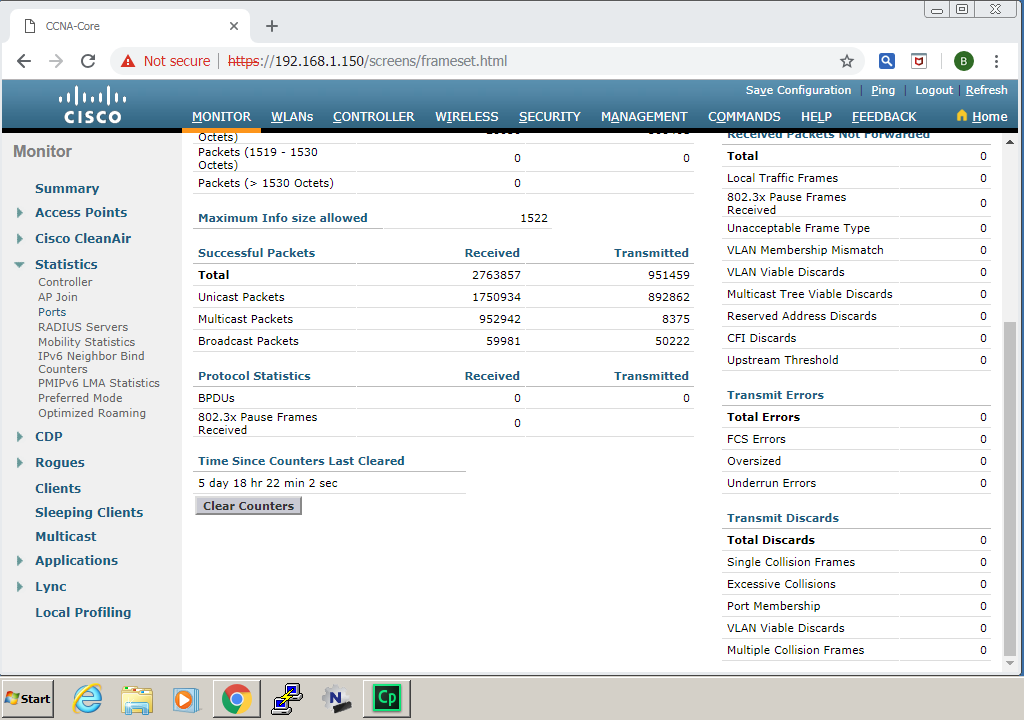 CCNA-Core
Not secure https://192.168.1.150/screens/frameset.html
B
Save Configuration Ping Logout Refresh
CISCO
MONITOR WLANs CONTROLLER WIRELESS SECURITY MANAGEMENT COMMANDS HELP FEEDBACK Home
Monitor
Summary
Access Points
Cisco CleanAir
Statistics
Controller
AP Join
Ports
RADIUS Servers
Mobility Statistics
IPv6 Neighbor Bind
Counters
PMIPv6 LMA Statistics
Preferred Mode
Optimized Roaming
CDP
Rogues
Clients
Sleeping Clients
Multicast
Applications
Lync
Local Profiling
Octets)
Packets (1519 - 1530
Octets) 0 0
Packets (> 1530 Octets) 0
Maximum Info size allowed 1522
Successful Packets Received Transmitted
Total 2763857 951459
Unicast Packets 1750934 892862
Multicast Packets 952942 8375
Broadcast Packets 59981 50222
Protocol Statistics Received Transmitted
BPDUs 0 0
802.3x Pause Frames
Received 0
Time Since Counters Last Cleared
5 day 18 hr 22 min 2 sec
Clear Counters
Received Packets Not Forwarded
Total 0
Local Traffic Frames 0
802.3x Pause Frames
Received 0
Unacceptable Frame Type 0
VLAN Membership Mismatch 0
VLAN Viable Discards 0
Multicast Tree Viable Discards 0
Reserved Address Discards 0
CFI Discards 0
Upstream Threshold 0
Transmit Errors
Total Errors 0
FCS Errors 0
Oversized 0
Underrun Errors 0
Transmit Discards
Total Discards 0
Single Collision Frames 0
Excessive Collisions 0
Port Membership 0
VLAN Viable Discards 0
Multiple Collision Frames 0
Start
N
Cp